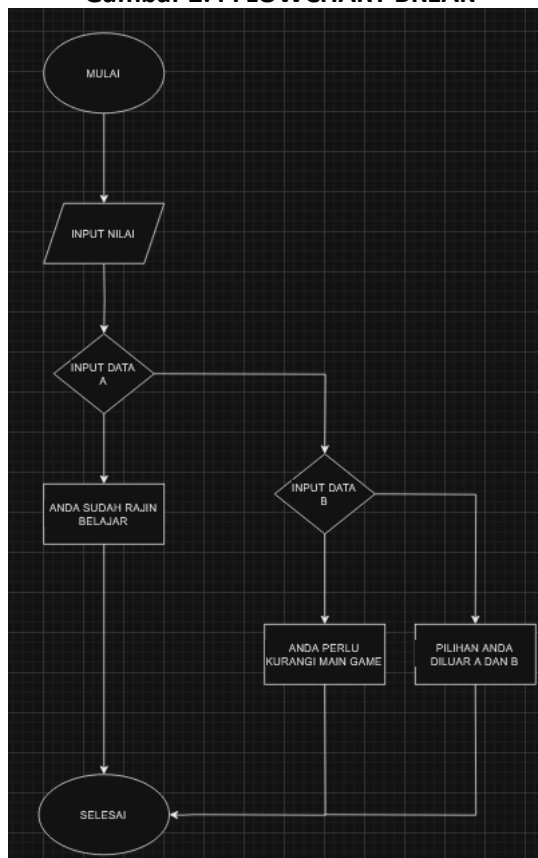 Gambar 2.4 FLOWCHART BREAK
MULAI
INPUT NILAI
INPUT DATA
A
ANDA SUDAH RAJIN
BELAJAR
INPUT DATA
B
ANDA PERLU
KURANGI MAIN GAME
PILIHAN ANDA
DILUAR A DAN B
SELESAI